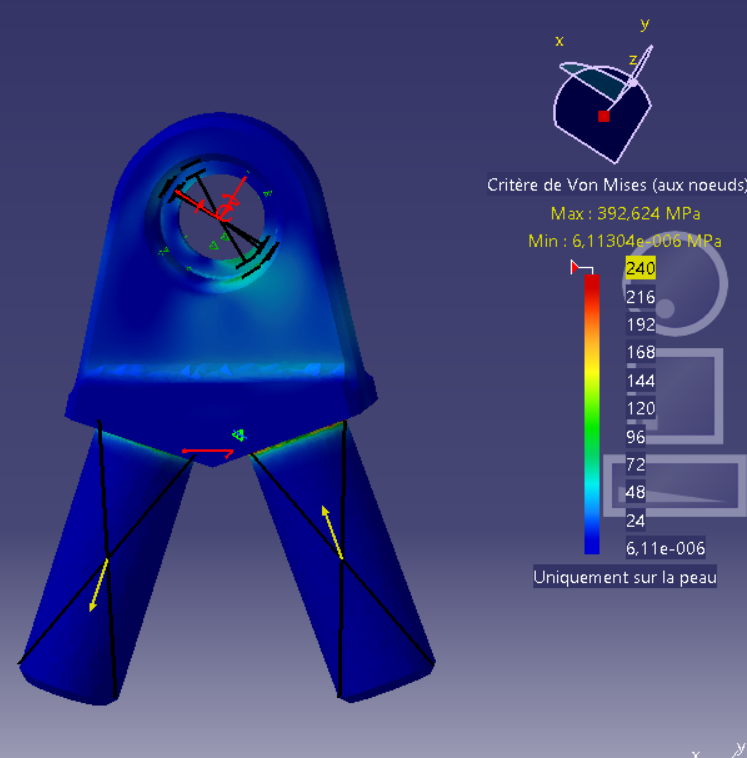 y
x
z
Critère de Von Mises (aux noeuds)
Max : 392,624 MPa
Min : 6,11304e-006 MPa
240
216
192
168
144
120
96
72
48
24
6,11e-006
Uniquement sur la peau
x y